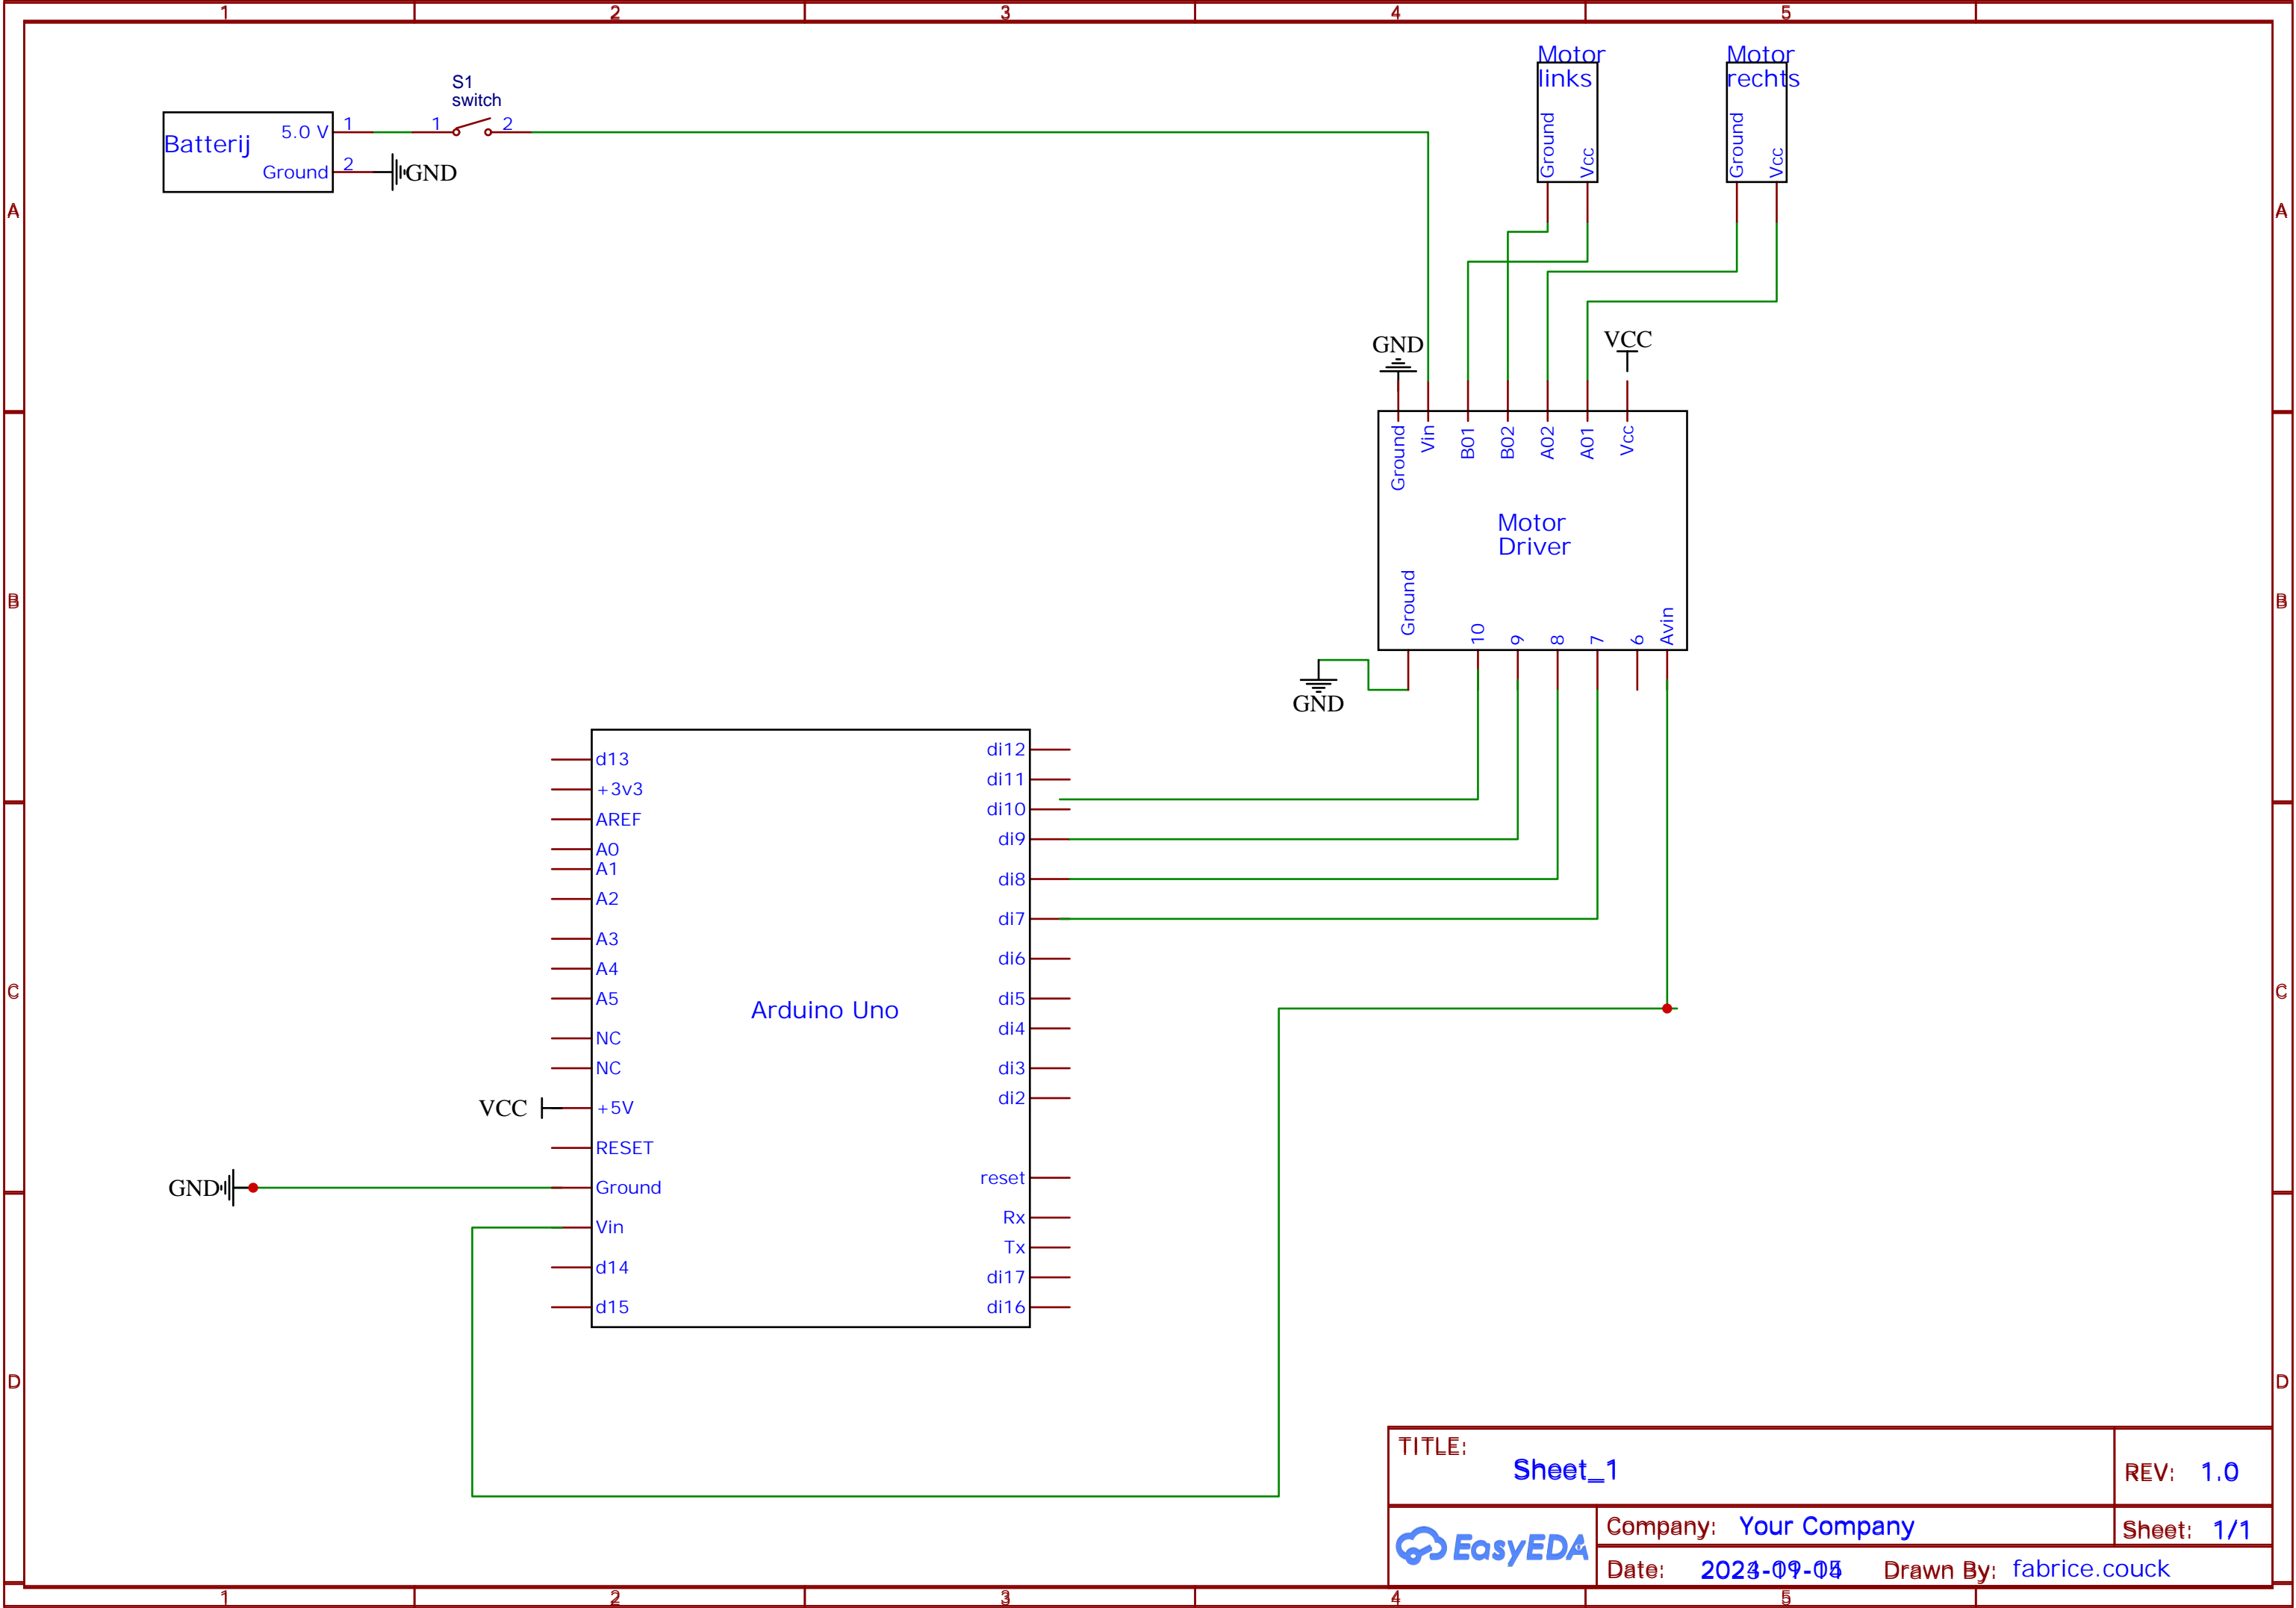 1 2 3 4 5
A A
B B
C C
D D
S1
switch
Batterij
5.0 V 1 1 2
Ground 2 GND
Motor
links
Ground Vcc
Motor
rechts
Ground Vcc
GND VCC
Ground Vin B01 B02 A02 A01 Vcc
Motor
Driver
Ground 10 9 8 7 6 Avin
GND
Arduino Uno
d13
+3v3
AREF
A0
A1
A2
A3
A4
A5
NC
NC
VCC +5V
RESET
GND Ground
Vin
d14
d15
di12
di11
di10
di9
di8
di7
di6
di5
di4
di3
di2
reset
Rx
Tx
di17
di16
TITLE:
Sheet_1
REV: 1.0
EasyEDA
Company: Your Company
Sheet: 1/1
Date:
Drawn By: fabrice.couck
1 2 3 4 5